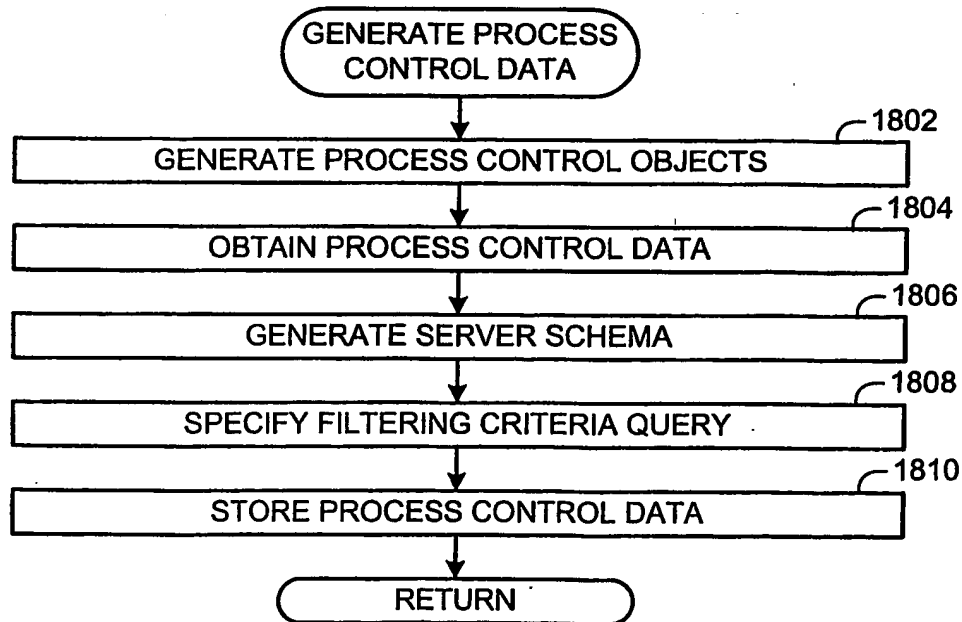 GENERATE PROCESS
CONTROL DATA
1802
GENERATE PROCESS CONTROL OBJECTS
1804
OBTAIN PROCESS CONTROL DATA
1806
GENERATE SERVER SCHEMA
1808
SPECIFY FILTERING CRITERIA QUERY
1810
STORE PROCESS CONTROL DATA
RETURN